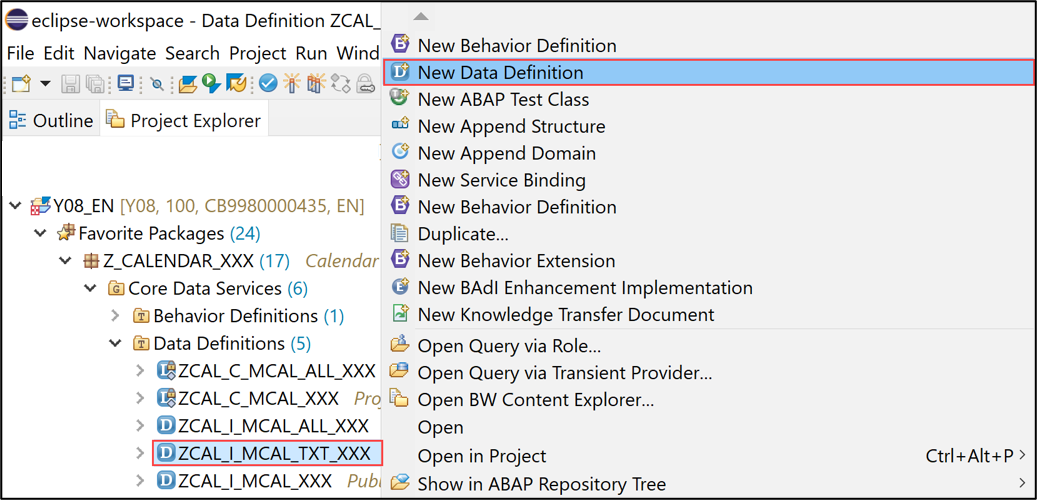 eclipse-workspace - Data Definition ZCAL_
File Edit Navigate Search Project Run Wind
Outline Project Explorer
Y08_EN [Y08, 100, CB9980000435, EN]
Favorite Packages (24)
Z_CALENDAR_XXX (17) Calendar
Core Data Services (6)
Behavior Definitions (1)
Data Definitions (5)
ZCAL_C_MCAL_ALL_XXX
ZCAL_C_MCAL_XXX Proj
ZCAL_I_MCAL_ALL_XXX
ZCAL_I_MCAL_TXT_XXX
ZCAL_I_MCAL_XXX Publ
New Behavior Definition
New Data Definition
New ABAP Test Class
New Append Structure
New Append Domain
New Service Binding
New Behavior Definition
Duplicate...
New Behavior Extension
New BAdI Enhancement Implementation
New Knowledge Transfer Document
Open Query via Role...
Open Query via Transient Provider...
Open BW Content Explorer...
Open
Open in Project Ctrl+Alt+P
Show in ABAP Repository Tree